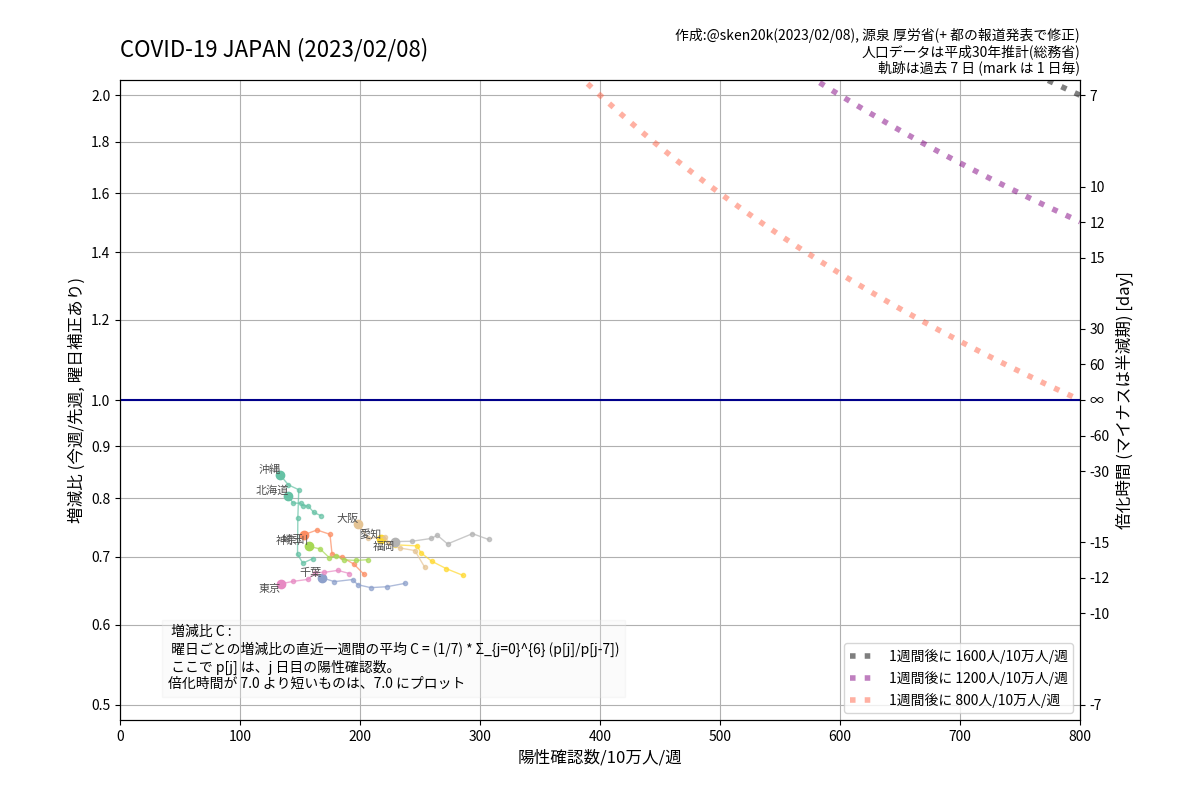 COVID-19 JAPAN (2023/02/08)
作成:@sken20k(2023/02/08), 源泉 厚労省(+ 都の報道発表で修正)
人口データは平成30年推計(総務省)
軌跡は過去 7 日 (mark は 1 日毎)
増減比 (今週/先週, 曜日補正あり)
2.0
1.8
1.6
1.4
1.2
1.0
0.9
0.8
0.7
0.6
0.5
7
10
12
15
30
60
∞
-60
-30
-15
-12
-10
-7
倍化時間 (マイナスは半減期) [day]
沖縄
北海道
大阪
愛知
福岡
千葉
東京
増減比 C :
曜日ごとの増減比の直近一週間の平均 C = (1/7) * Σ_{j=0}^{6} (p[j]/p[j-7])
ここで p[j] は、j 日目の陽性確認数。
倍化時間が 7.0 より短いものは、7.0 にプロット
1週間後に 1600人/10万人/週
1週間後に 1200人/10万人/週
1週間後に 800人/10万人/週
0
100
200
300
400
500
600
700
800
陽性確認数/10万人/週